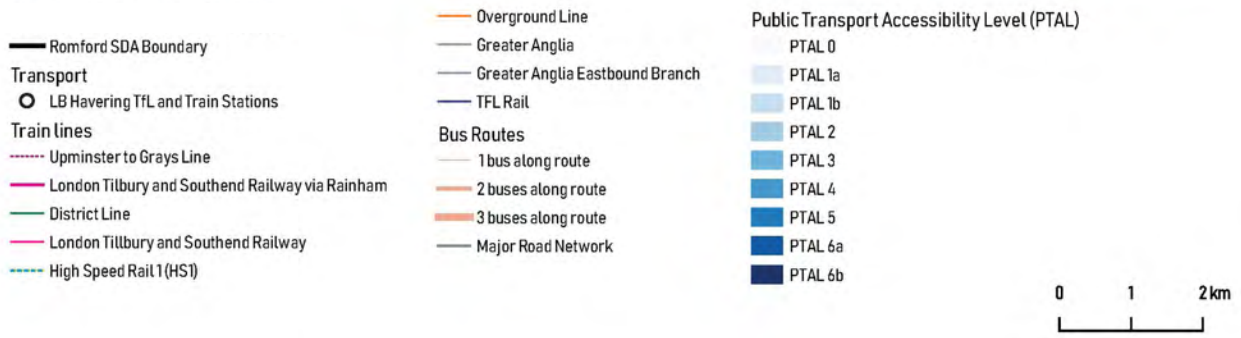 Romford SDA Boundary
Transport
LB Havering TfL and Train Stations
Train lines
Upminster to Grays Line
London Tilbury and Southend Railway via Rainham
District Line
London Tillbury and Southend Railway
High Speed Rail 1 (HS1)
Overground Line
Greater Anglia
Greater Anglia Eastbound Branch
TFL Rail
Bus Routes
1 bus along route
2 buses along route
3 buses along route
Major Road Network
Public Transport Accessibility Level (PTAL)
PTAL 0
PTAL 1a
PTAL 1b
PTAL 2
PTAL 3
PTAL 4
PTAL 5
PTAL 6a
PTAL 6b
0 1 2 km